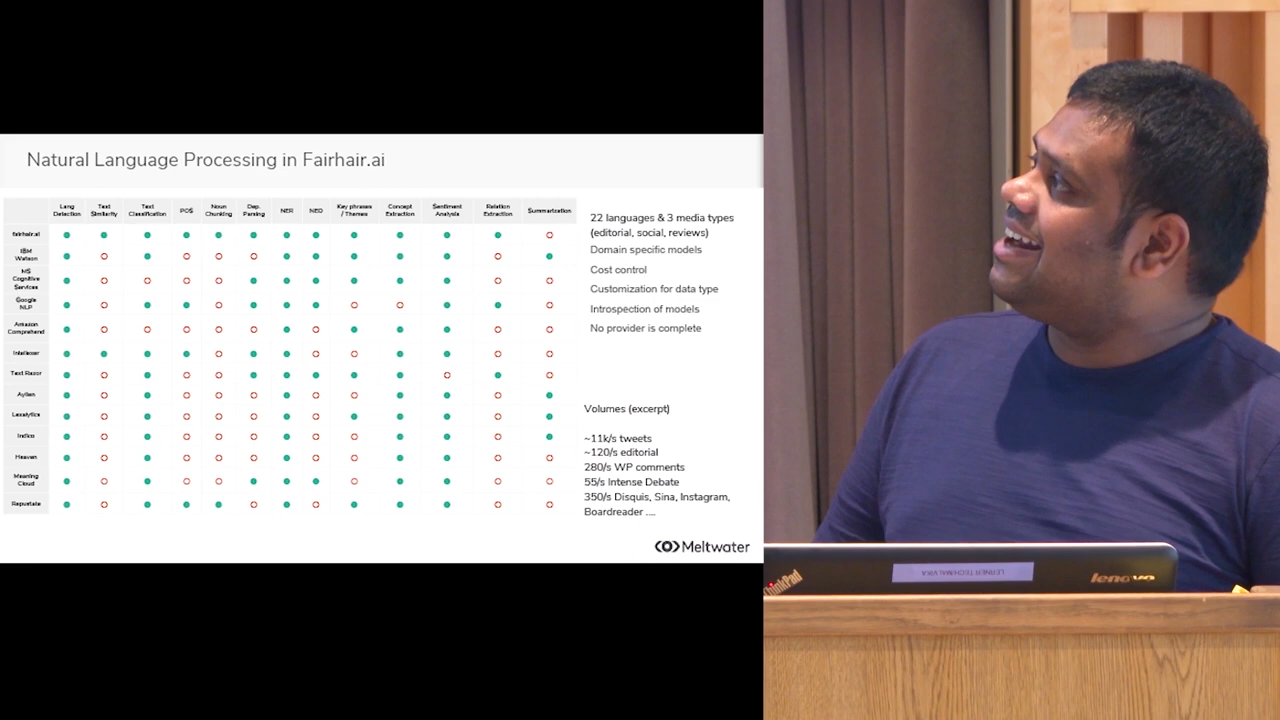 Natural Language Processing in Fairhair.ai
Lang Detection
Text Similarity
Text Classification
POS
Noun Chunking
Dep. Parsing
NER
NED
Key phrases / Themes
Concept Extraction
Sentiment Analysis
Relation Extraction
Summarization
fairhair.ai
IBM Watson
MS Cognitive Services
Google NLP
Amazon Comprehend
Intellexer
Text Razor
Aylien
Lexalytics
Indico
Heaven
Meaning Cloud
Repustate
22 languages & 3 media types
(editorial, social, reviews)
Domain specific models
Cost control
Customization for data type
Introspection of models
No provider is complete
Volumes (excerpt)
~11k/s tweets
~120/s editorial
280/s WP comments
55/s Intense Debate
350/s Disquis, Sina, Instagram,
Boardreader ....
Meltwater
ThinkPad
LERNER TECH MALVIKA
lenovo